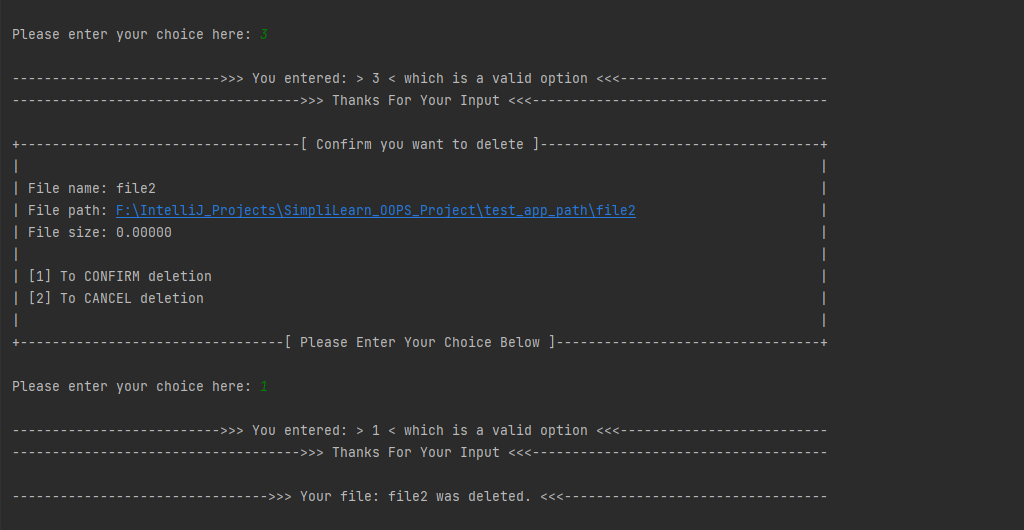 Please enter your choice here: 3
-------------------------->>> You entered: > 3 < which is a valid option <<<--------------------------
------------------------------------>>> Thanks For Your Input <<<-------------------------------------
+-----------------------------------[ Confirm you want to delete ]-----------------------------------+
| |
| File name: file2 |
| File path: F:\IntelliJ_Projects\SimpliLearn_OOPS_Project\test_app_path\file2 |
| File size: 0.00000 |
| |
| [1] To CONFIRM deletion |
| [2] To CANCEL deletion |
| |
+---------------------------------[ Please Enter Your Choice Below ]---------------------------------+
Please enter your choice here: 1
-------------------------->>> You entered: > 1 < which is a valid option <<<--------------------------
------------------------------------>>> Thanks For Your Input <<<-------------------------------------
-------------------------------->>> Your file: file2 was deleted. <<<---------------------------------